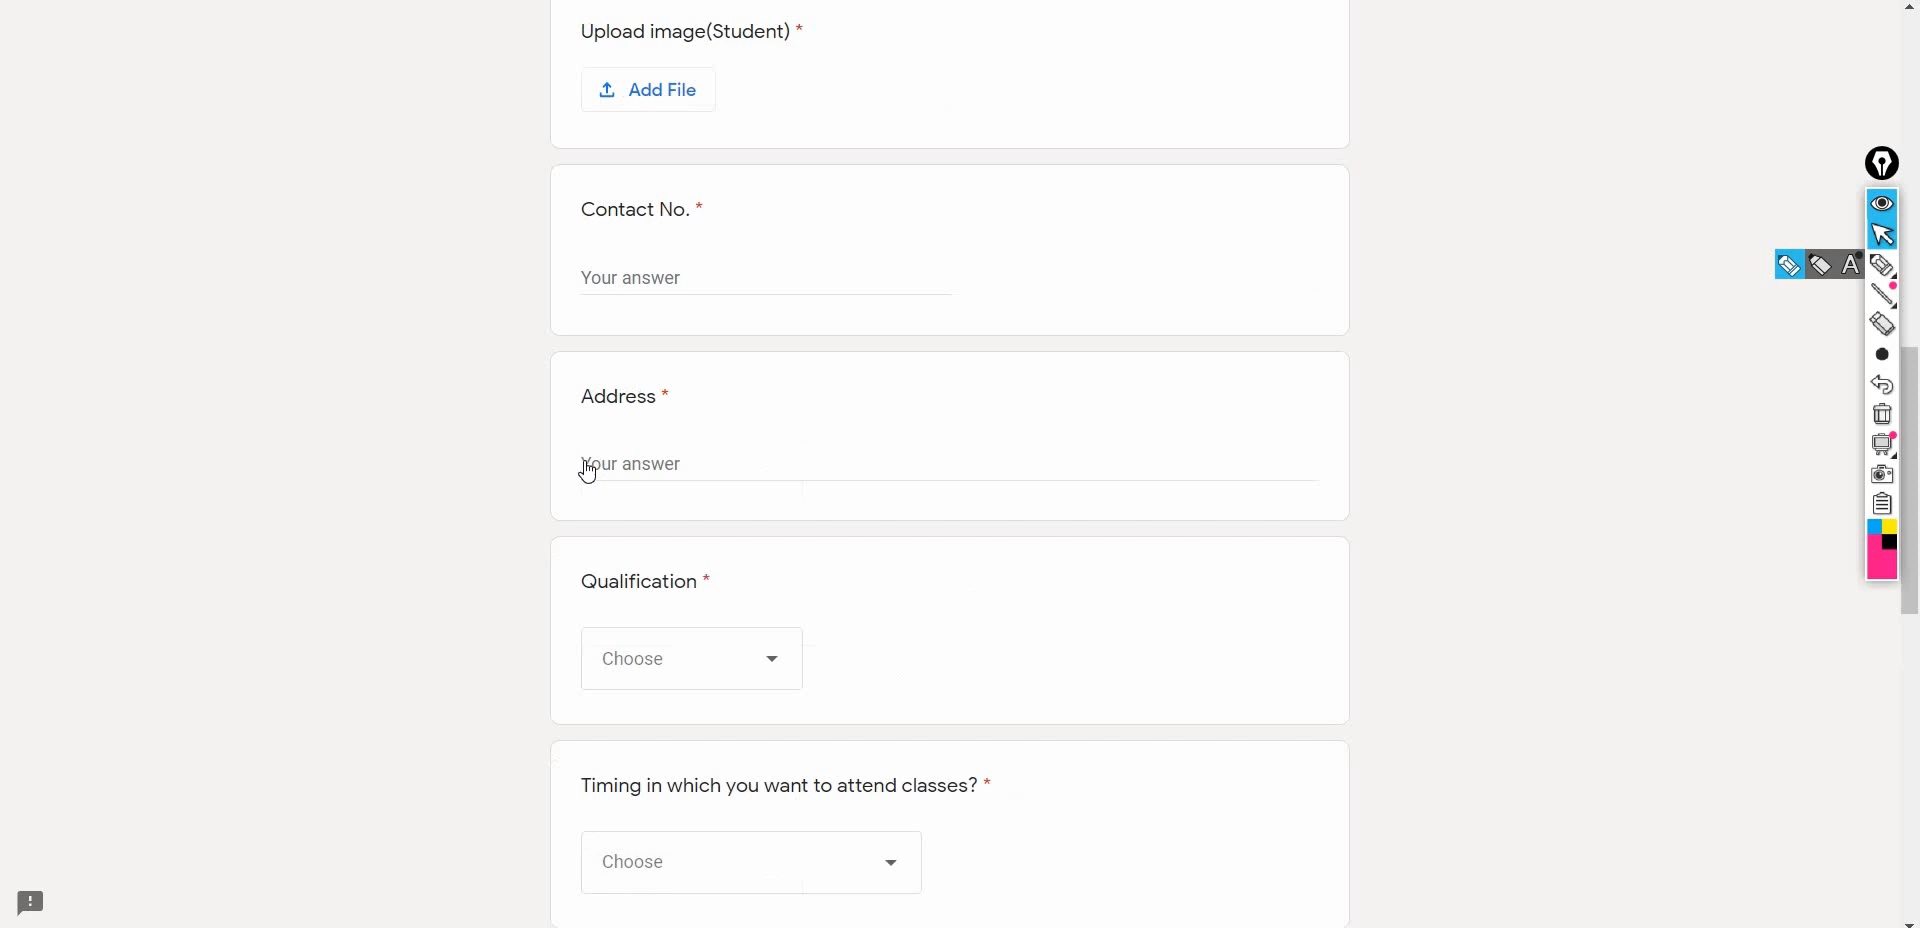 Upload image(Student) *
Add File
Contact No. *
Your answer
Address *
Your answer
Qualification *
Choose
Timing in which you want to attend classes? *
Choose
A